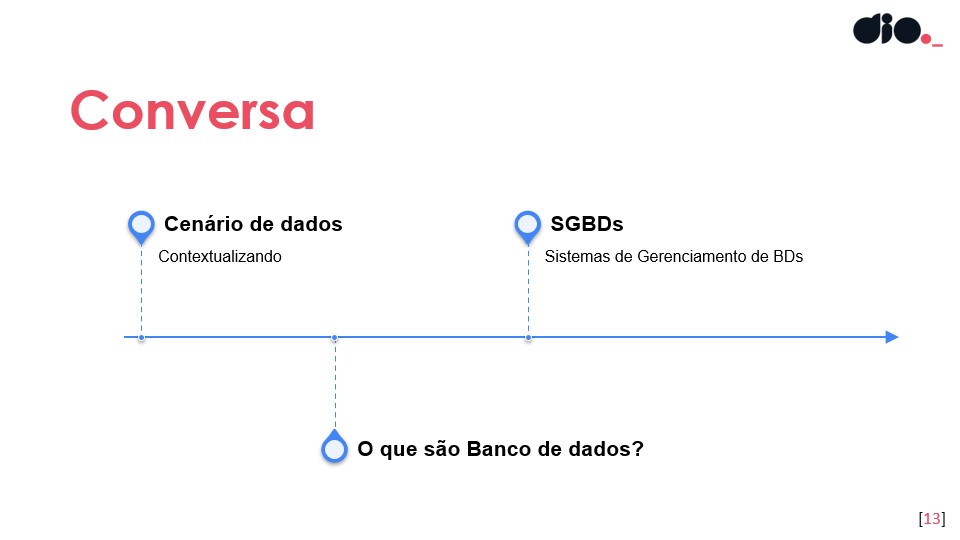 dio._
Conversa
Cenário de dados
Contextualizando
SGBDs
Sistemas de Gerenciamento de BDs
O que são Banco de dados?
[13]